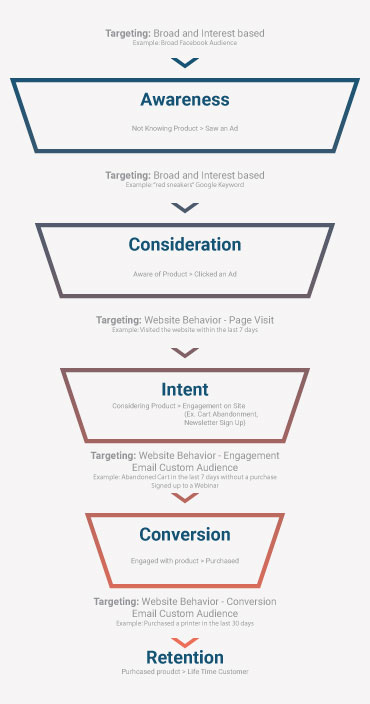 Targeting: Broad and Interest based
Example: Broad Facebook Audience
Awareness
Not Knowing Product > Saw an Ad
Targeting: Broad and Interest based
Example: "red sneakers" Google Keyword
Consideration
Aware of Product > Clicked an Ad
Targeting: Website Behavior - Page Visit
Example: Visited the website within the last 7 days
Intent
Considering Product > Engagement on Site
(Ex. Cart Abandonment,
Newsletter Sign Up)
Targeting: Website Behavior - Engagement
Email Custom Audience
Example: Abandoned Cart in the last 7 days without a purchase
Signed up to a Webinar
Conversion
Engaged with product > Purchased
Targeting: Website Behavior - Conversion
Email Custom Audience
Example: Purchased a printer in the last 30 days
Retention
Purhcased proudct > Life Time Customer